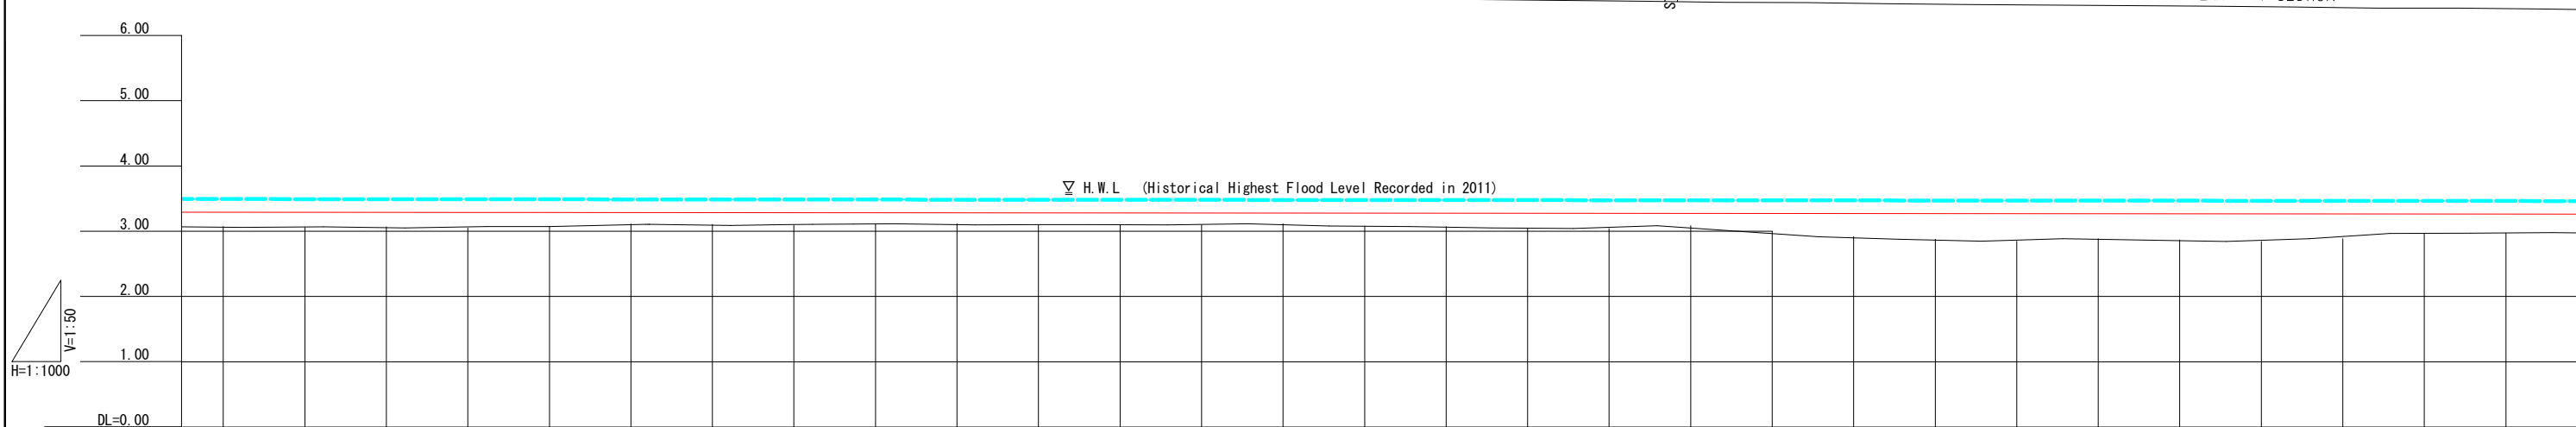 6.00
5.00
4.00
H.W.L (Historical Highest Flood Level Recorded in 2011)
3.00
2.00
V=1:50
1.00
H=1:1000
DL=0.00